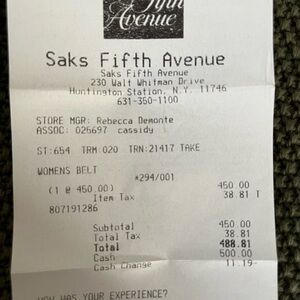 Fifth
Avenue
Saks Fifth Avenue
Saks Fifth Avenue
230 Walt Whitman Drive
Huntington Station, N.Y. 11746
631-350-1100
STORE MGR: Rebecca Demonte
ASSOC: 025697 cassidy
ST:654 TRM:020 TRN:21417 TAKE
WOMENS BELT
*294/001
(1 @ 450.00) 450.00
Item Tax 38.81 T
807191286
Subtotal 450.00
Total Tax 38.81
Total 488.81
Cash 500.00
Cash Change 11.19-
HOW WAS YOUR EXPERIENCE?